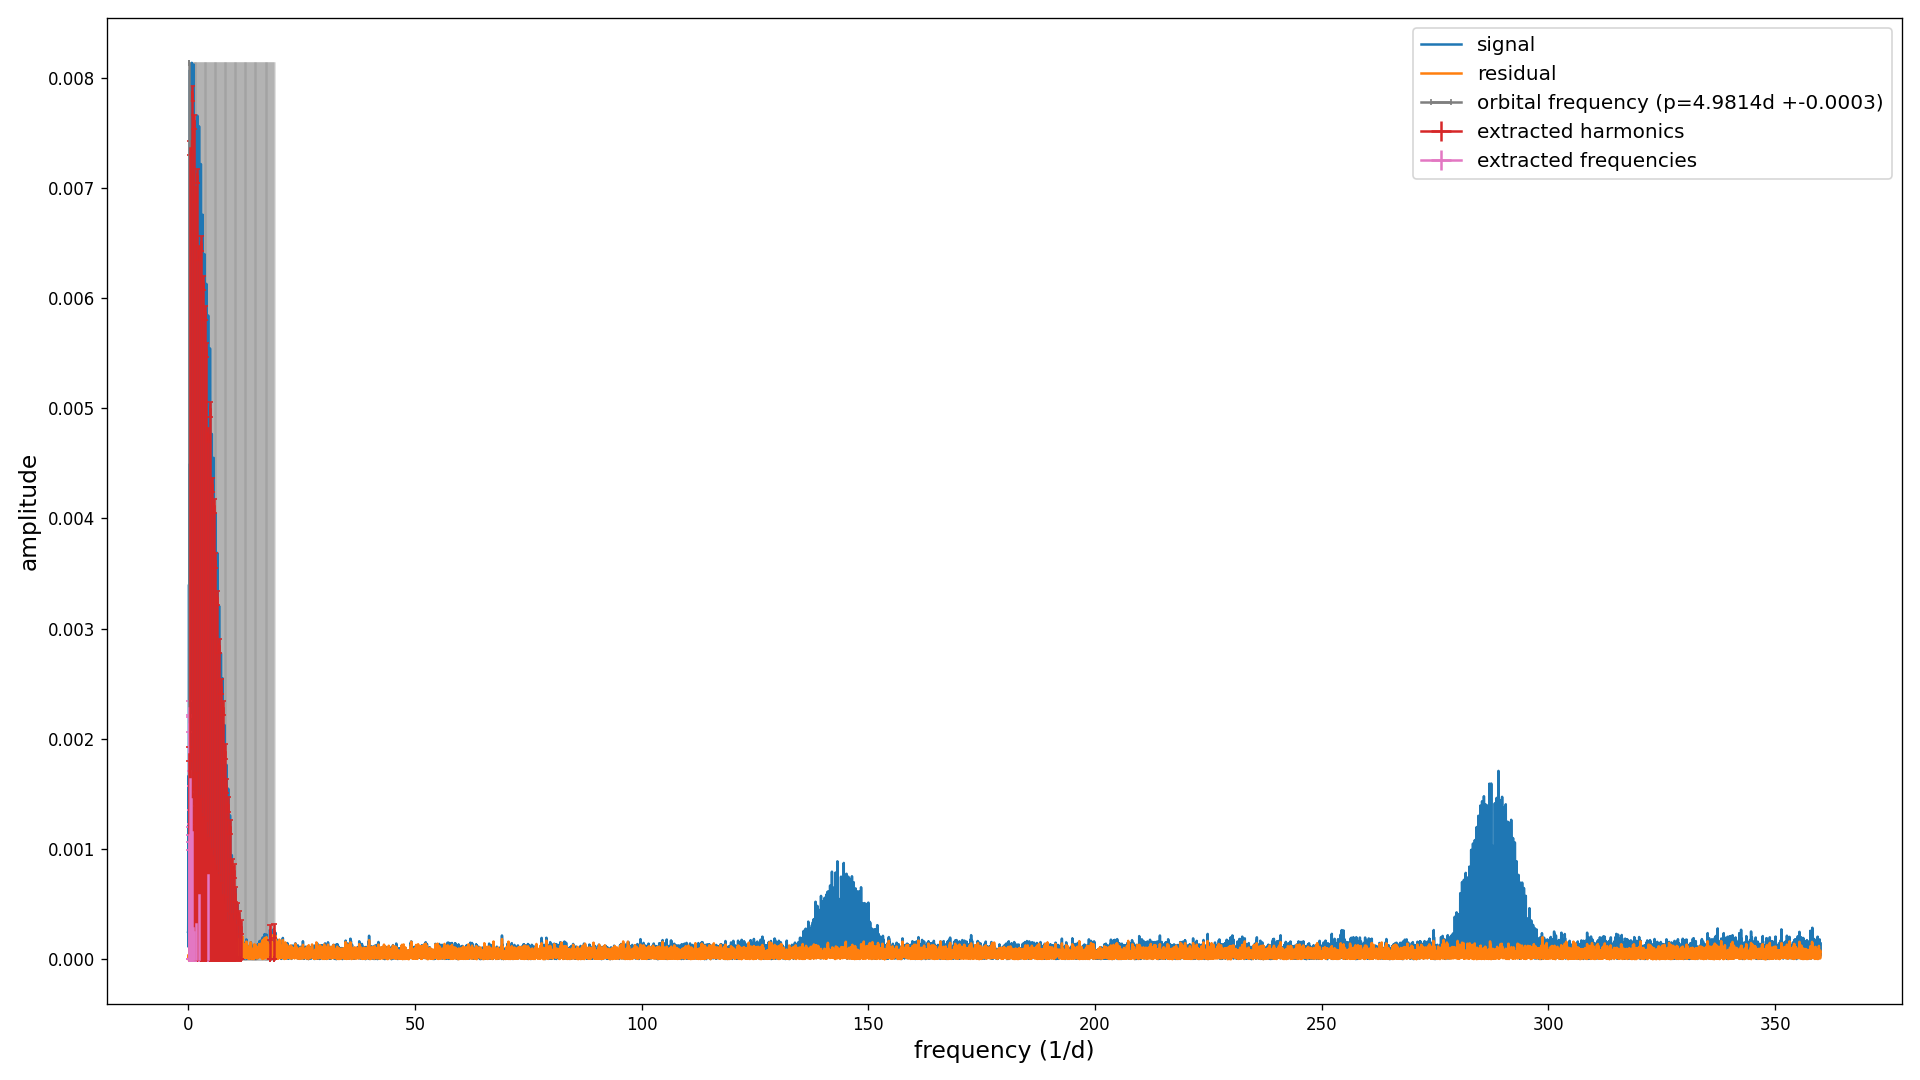 signal
residual
orbital frequency (p=4.9814d +-0.0003)
extracted harmonics
extracted frequencies
0.008
0.007
0.006
0.005
0.004
0.003
0.002
0.001
0.000
amplitude
0 50 100 150 200 250 300 350
frequency (1/d)